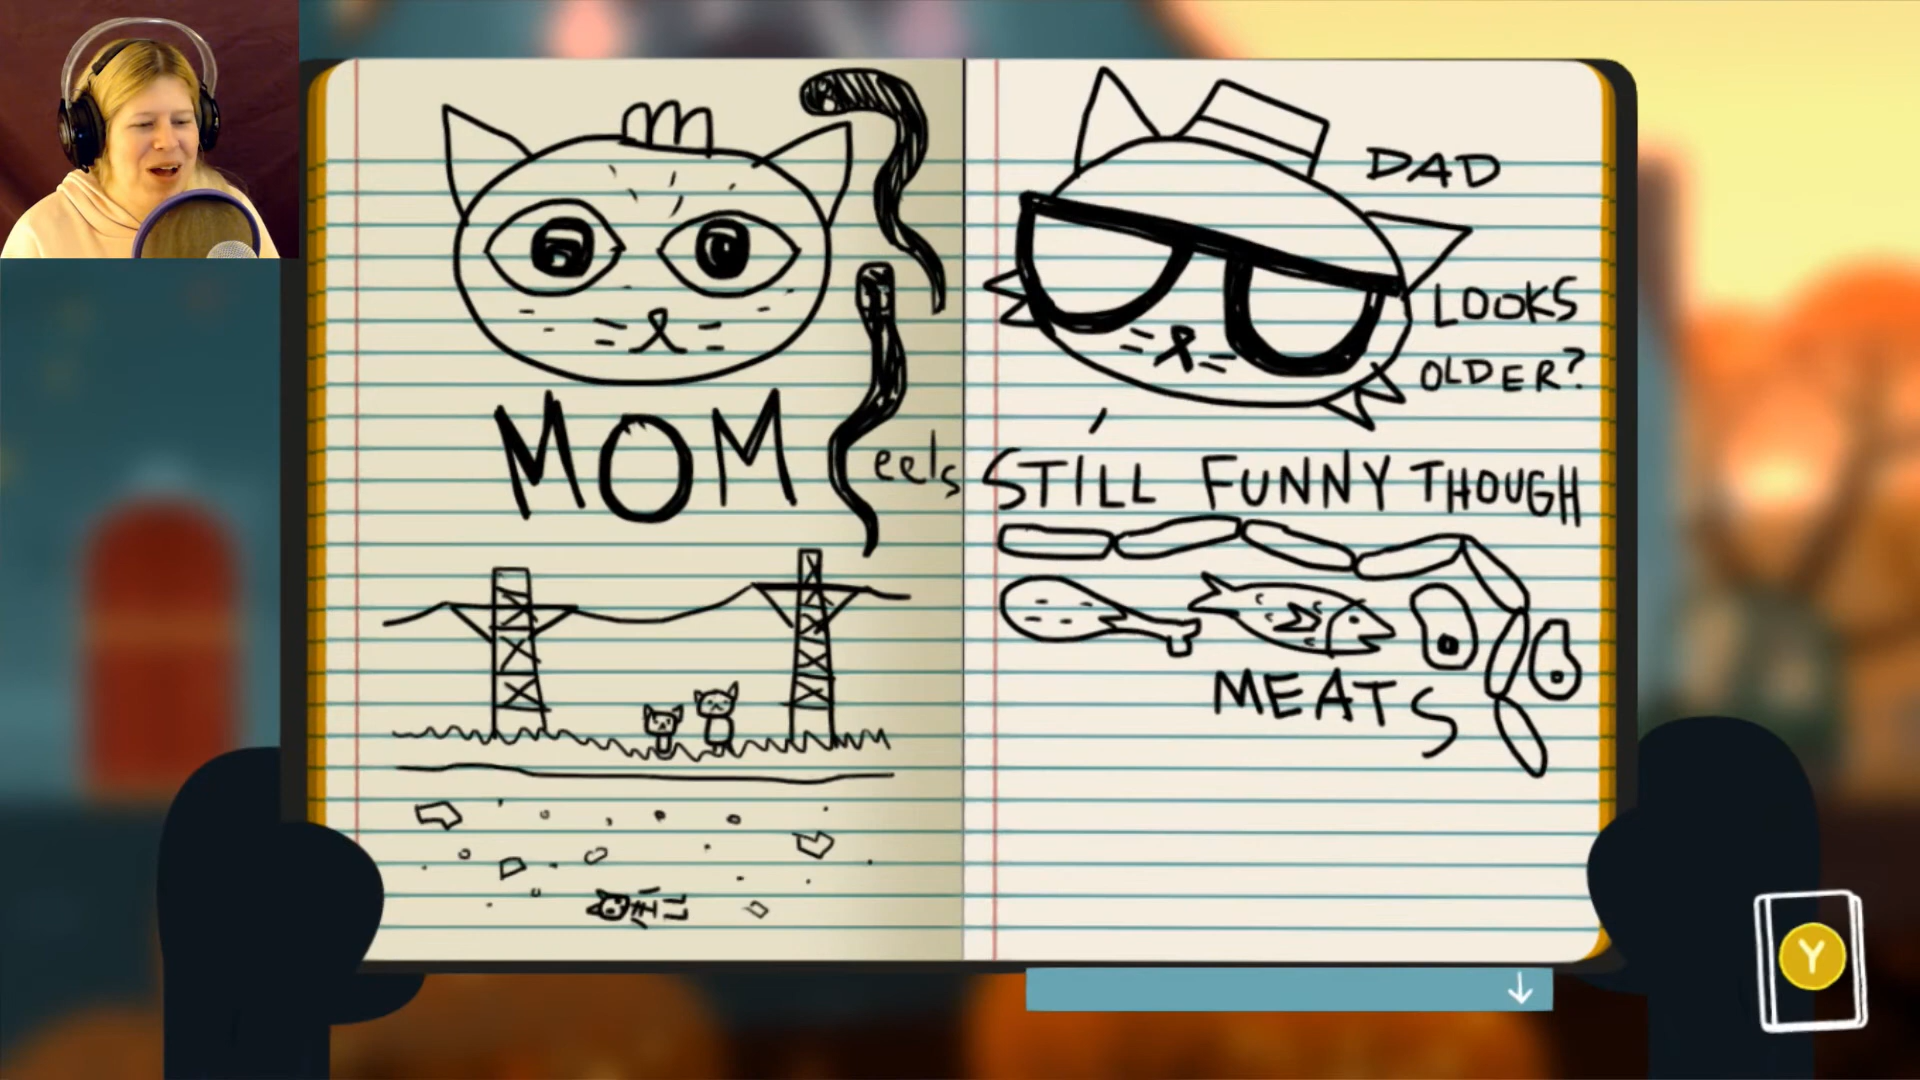 MOM
eels
DAD
LOOKS
OLDER?
STILL FUNNY THOUGH
MEATS
Y